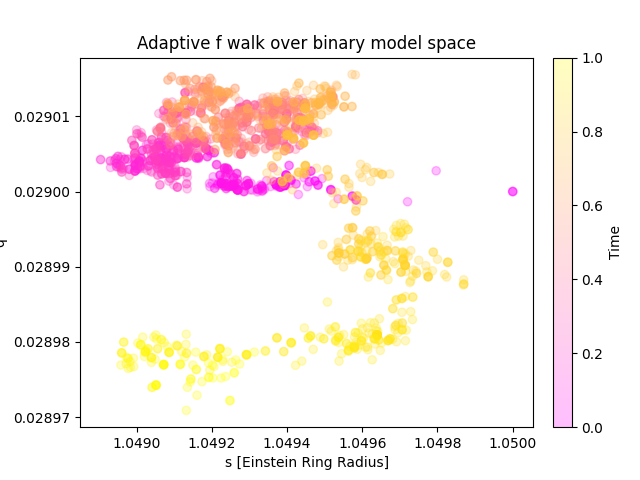 Adaptive f walk over binary model space
0.02901
0.02900
0.02899
0.02898
0.02897
1.0490 1.0492 1.0494 1.0496 1.0498 1.0500
s [Einstein Ring Radius]
1.0
0.8
0.6
0.4
0.2
0.0
Time